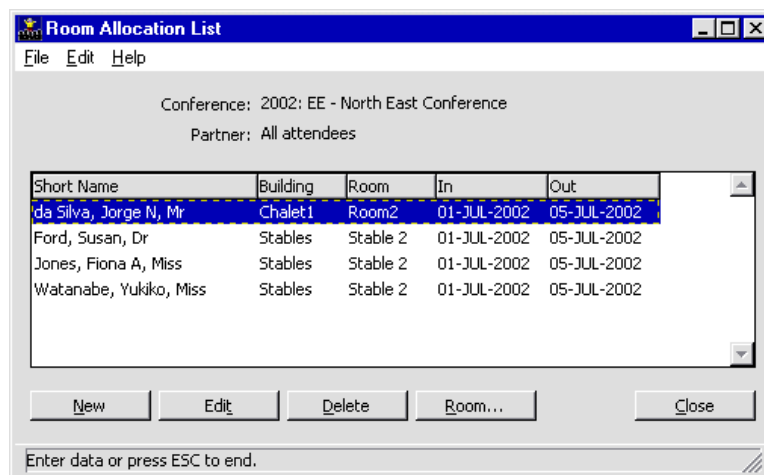 Room Allocation List
File Edit Help
Conference: 2002: EE - North East Conference
Partner: All attendees
Short Name Building Room In Out
da Silva, Jorge N, Mr Chalet1 Room2 01-JUL-2002 05-JUL-2002
Ford, Susan, Dr Stables Stable 2 01-JUL-2002 05-JUL-2002
Jones, Fiona A, Miss Stables Stable 2 01-JUL-2002 05-JUL-2002
Watanabe, Yukiko, Miss Stables Stable 2 01-JUL-2002 05-JUL-2002
New Edit Delete Room... Close
Enter data or press ESC to end.